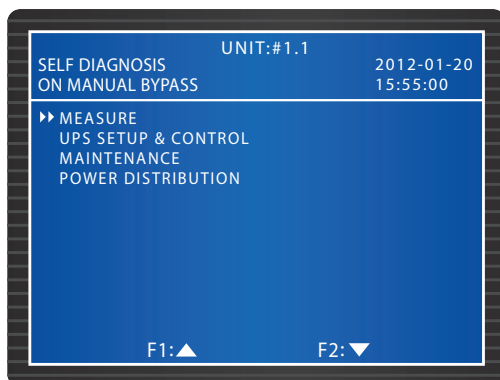 UNIT:#1.1
SELF DIAGNOSIS 2012-01-20
ON MANUAL BYPASS 15:55:00
MEASURE
UPS SETUP & CONTROL
MAINTENANCE
POWER DISTRIBUTION
F1:▲ F2:▼